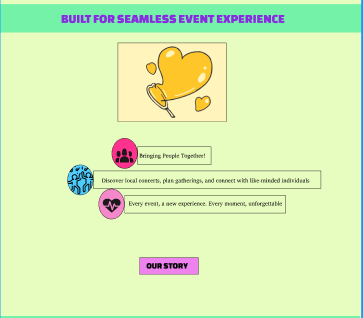 BUILT FOR SEAMLESS EVENT EXPERIENCE
Bringing People Together!
Discover local concerts, plan gatherings, and connect with like-minded individuals
Every event, a new experience. Every moment, unforgettable
OUR STORY